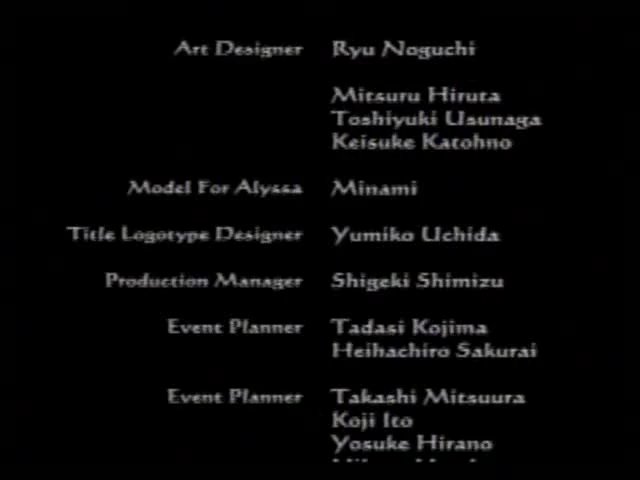 Art Designer Ryu Noguchi
Mitsuru Hiruta
Toshiyuki Usunaga
Keisuke Katohno
Model For Alyssa Minami
Title Logotype Designer Yumiko Uchida
Production Manager Shigeki Shimizu
Event Planner Tadasi Kojima
Heihachiro Sakurai
Event Planner Takashi Mitsuura
Koji Ito
Yosuke Hirano